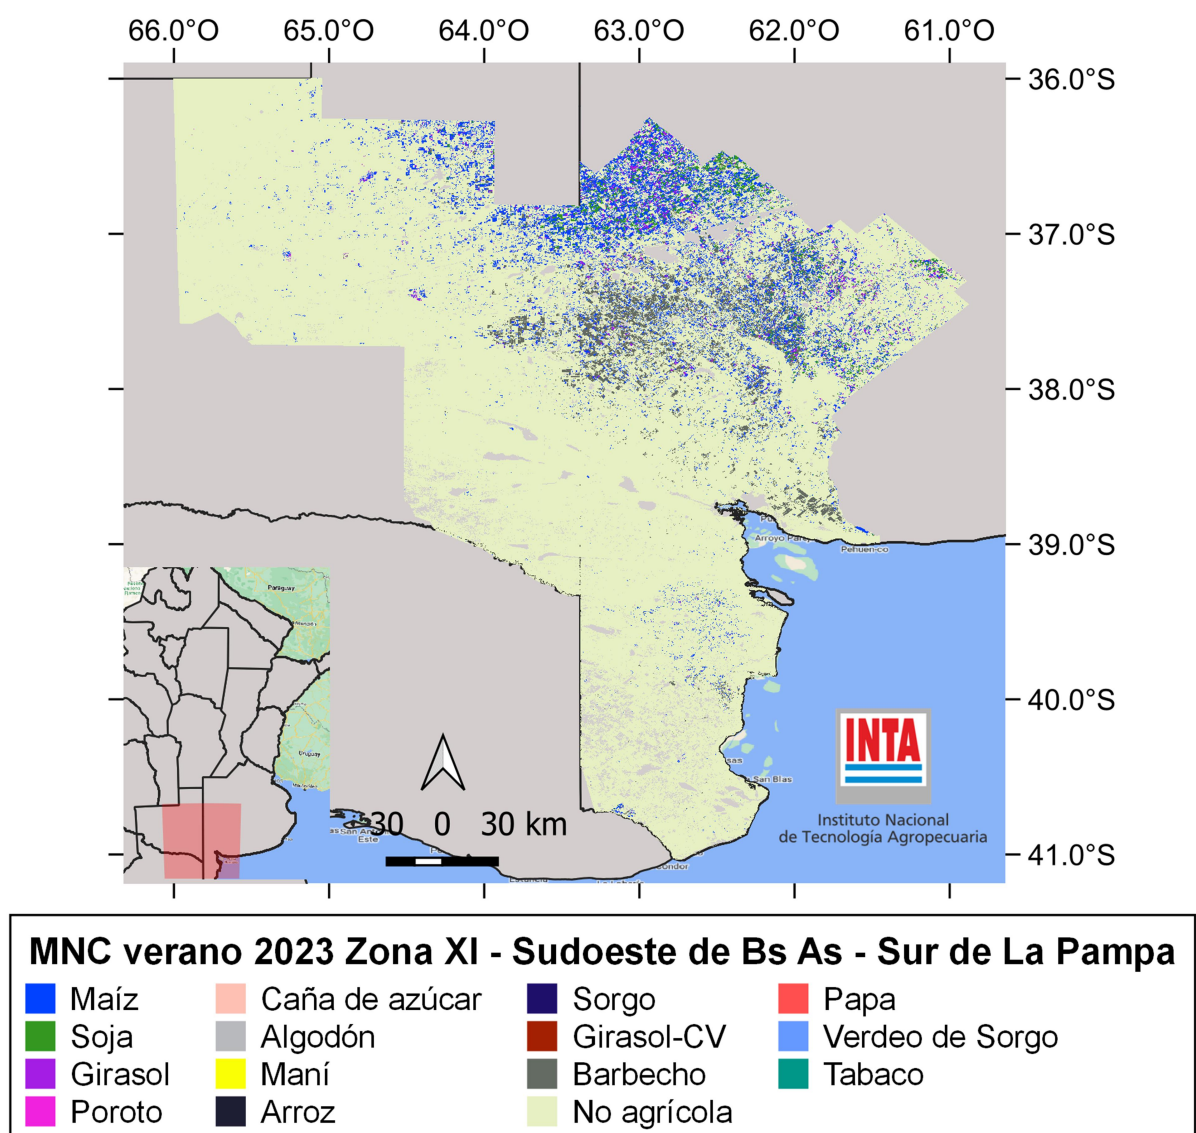 66.0°O 65.0°O 64.0°O 63.0°O 62.0°O 61.0°O
36.0°S
37.0°S
38.0°S
39.0°S
40.0°S
41.0°S
Arroyo
Pehuen-co
San Blas
Este
Paraguay
Uruguay
INTA
Instituto Nacional
de Tecnología Agropecuaria
30 0 30 km
MNC verano 2023 Zona XI - Sudoeste de Bs As - Sur de La Pampa
Maíz
Soja
Girasol
Poroto
Caña de azúcar
Algodón
Maní
Arroz
Sorgo
Girasol-CV
Barbecho
No agrícola
Papa
Verdeo de Sorgo
Tabaco